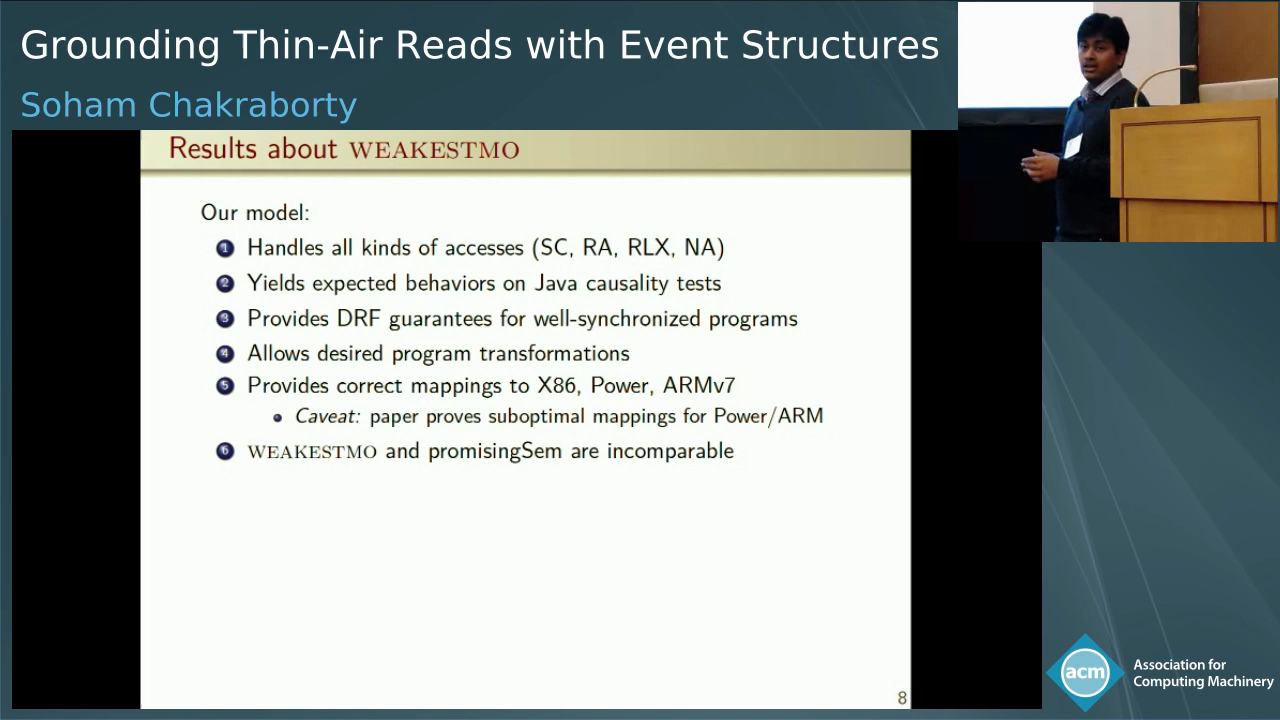 Grounding Thin-Air Reads with Event Structures
Soham Chakraborty
Results about WEAKESTMO
Our model:
1 Handles all kinds of accesses (SC, RA, RLX, NA)
2 Yields expected behaviors on Java causality tests
3 Provides DRF guarantees for well-synchronized programs
4 Allows desired program transformations
5 Provides correct mappings to X86, Power, ARMv7
• Caveat: paper proves suboptimal mappings for Power/ARM
6 WEAKESTMO and promisingSem are incomparable
8
acm
Association for
Computing Machinery